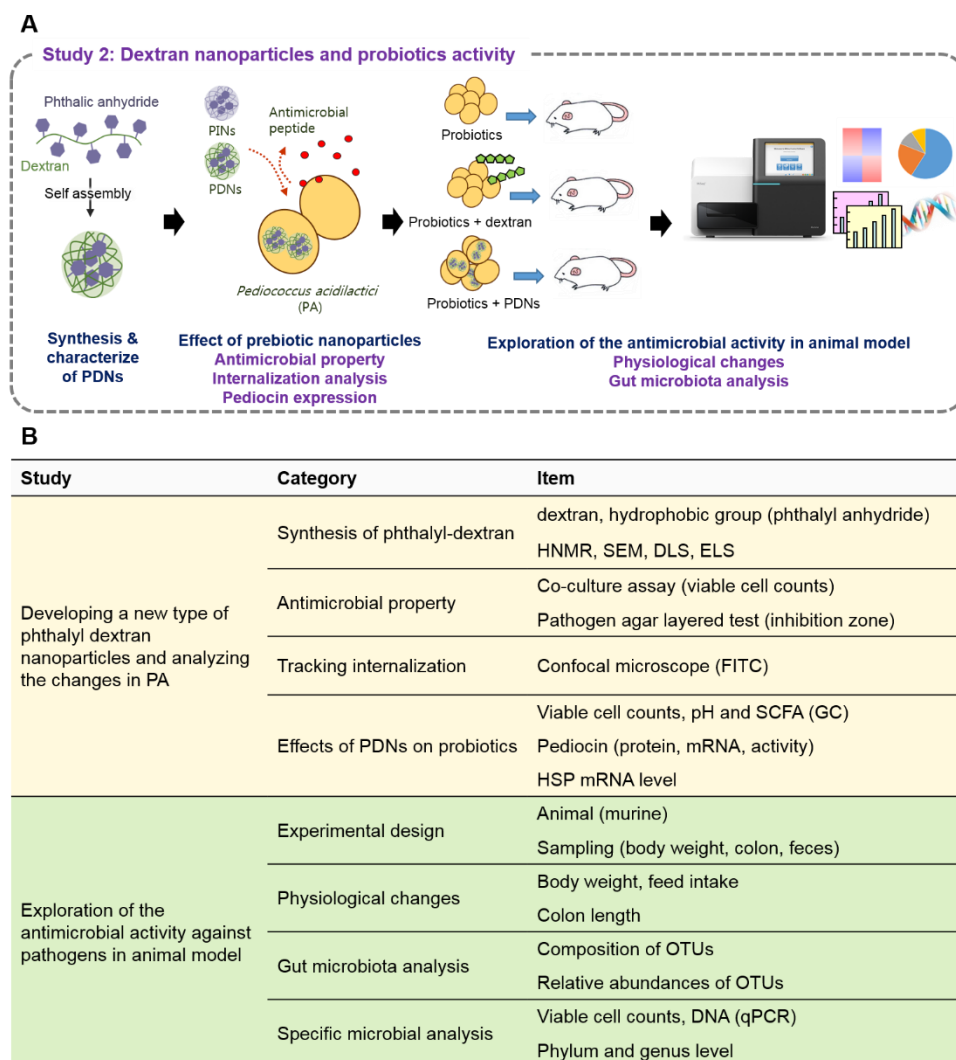 A
Study 2: Dextran nanoparticles and probiotics activity
Phthalic anhydride
Dextran
Self assembly
PINs
PDNs
Antimicrobial
peptide
Pediococcus acidilactici
(PA)
Probiotics
Probiotics + dextran
Probiotics + PDNs
Synthesis &
characterize
of PDNs
Effect of prebiotic nanoparticles
Antimicrobial property
Internalization analysis
Pediocin expression
Exploration of the antimicrobial activity in animal model
Physiological changes
Gut microbiota analysis
B
Study Category Item
Developing a new type of
phthalyl dextran
nanoparticles and analyzing
the changes in PA
Synthesis of phthalyl-dextran
dextran, hydrophobic group (phthalyl anhydride)
HNMR, SEM, DLS, ELS
Antimicrobial property
Co-culture assay (viable cell counts)
Pathogen agar layered test (inhibition zone)
Tracking internalization
Confocal microscope (FITC)
Effects of PDNs on probiotics
Viable cell counts, pH and SCFA (GC)
Pediocin (protein, mRNA, activity)
HSP mRNA level
Exploration of the
antimicrobial activity against
pathogens in animal model
Experimental design
Animal (murine)
Sampling (body weight, colon, feces)
Physiological changes
Body weight, feed intake
Colon length
Gut microbiota analysis
Composition of OTUs
Relative abundances of OTUs
Specific microbial analysis
Viable cell counts, DNA (qPCR)
Phylum and genus level